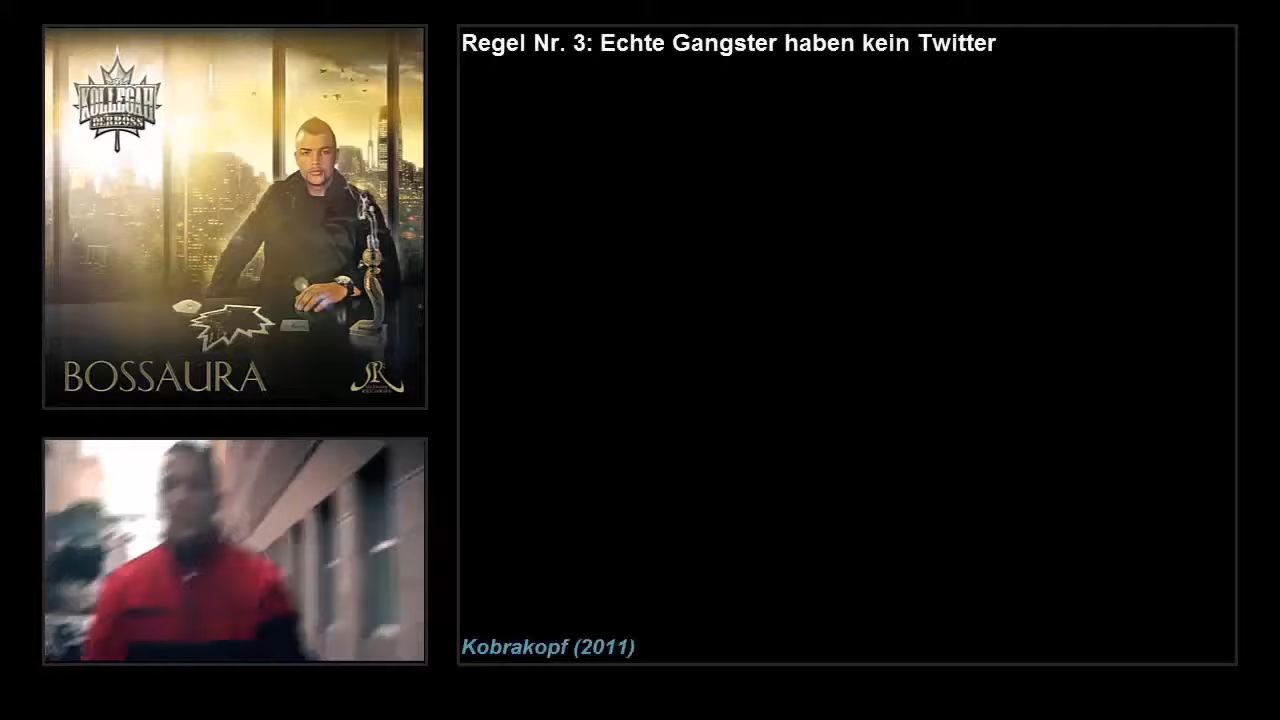 Regel Nr. 3: Echte Gangster haben kein Twitter
KOLLEGAH
DER BOSS
BOSSAURA
Kobrakopf (2011)